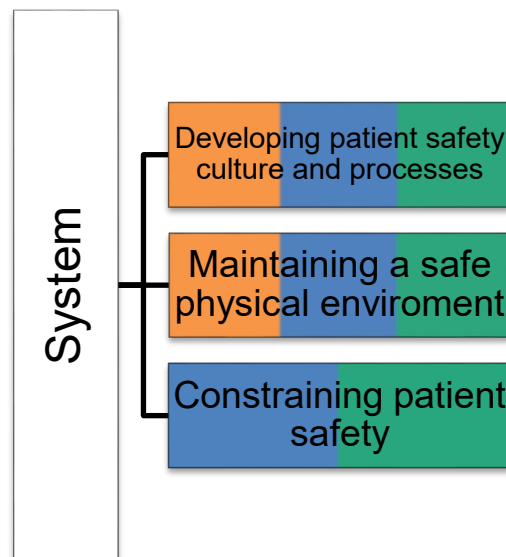 System
Developing patient safety
culture and processes
Maintaining a safe
physical enviroment
Constraining patient
safety